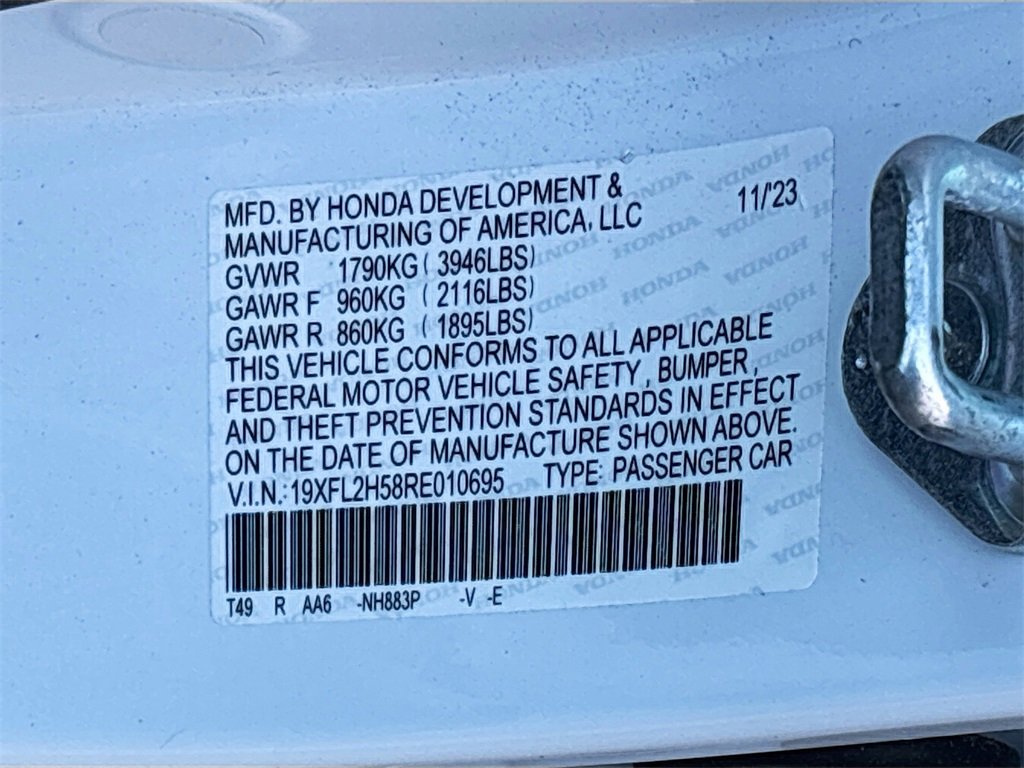 MFD. BY HONDA DEVELOPMENT & 11/'23
MANUFACTURING OF AMERICA, LLC
GVWR 1790KG ( 3946LBS)
GAWR F 960KG ( 2116LBS)
GAWR R 860KG ( 1895LBS)
THIS VEHICLE CONFORMS TO ALL APPLICABLE
FEDERAL MOTOR VEHICLE SAFETY , BUMPER ,
AND THEFT PREVENTION STANDARDS IN EFFECT
ON THE DATE OF MANUFACTURE SHOWN ABOVE.
V.I.N.: 19XFL2H58RE010695 TYPE: PASSENGER CAR
T49 R AA6 -NH883P -V -E